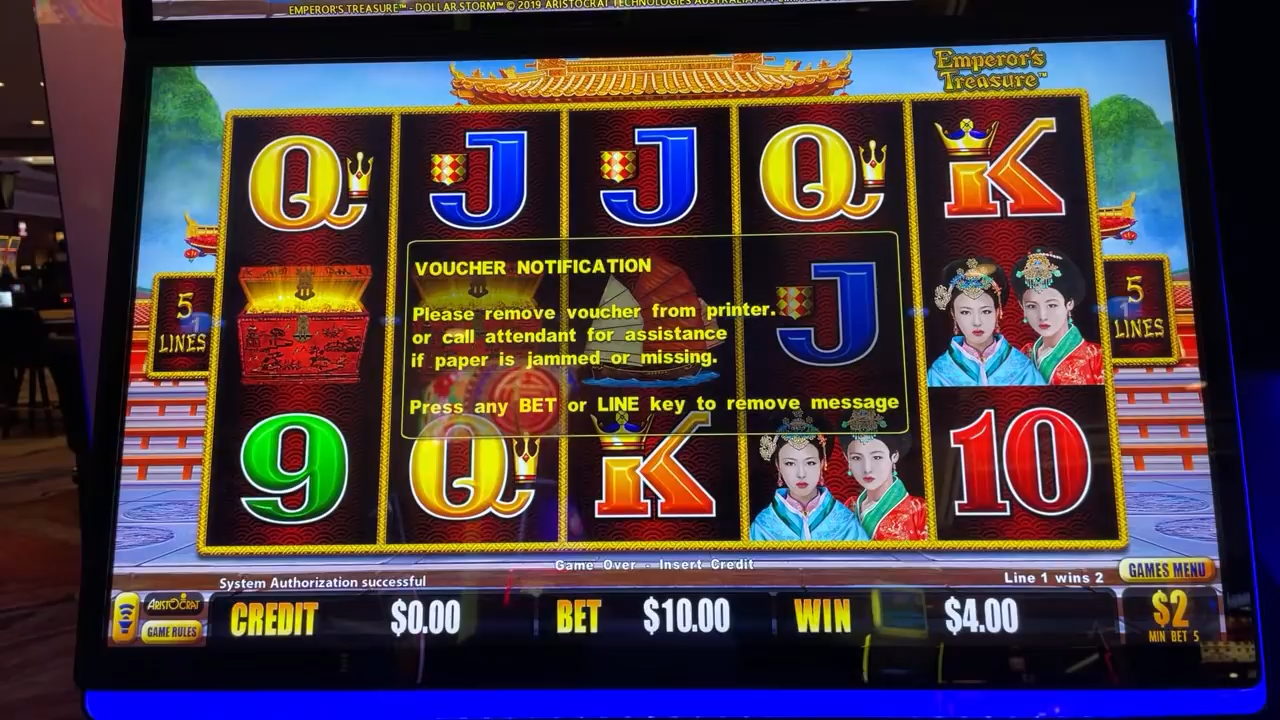 EMPEROR'S TREASURE™ - DOLLAR STORM™ © 2019 ARISTOCRAT TECHNOLOGIES AUSTRALIA
Emperor's
Treasure™
Q J J Q K
5
LINES
J
5
LINES
VOUCHER NOTIFICATION
Please remove voucher from printer.
or call attendant for assistance
if paper is jammed or missing.
Press any BET or LINE key to remove message
9 Q K 10
Game Over - Insert Credit
System Authorization successful
Line 1 wins 2
GAMES MENU
ARISTOCRAT
GAME RULES
CREDIT $0.00 BET $10.00 WIN $4.00
$2
MIN BET 5